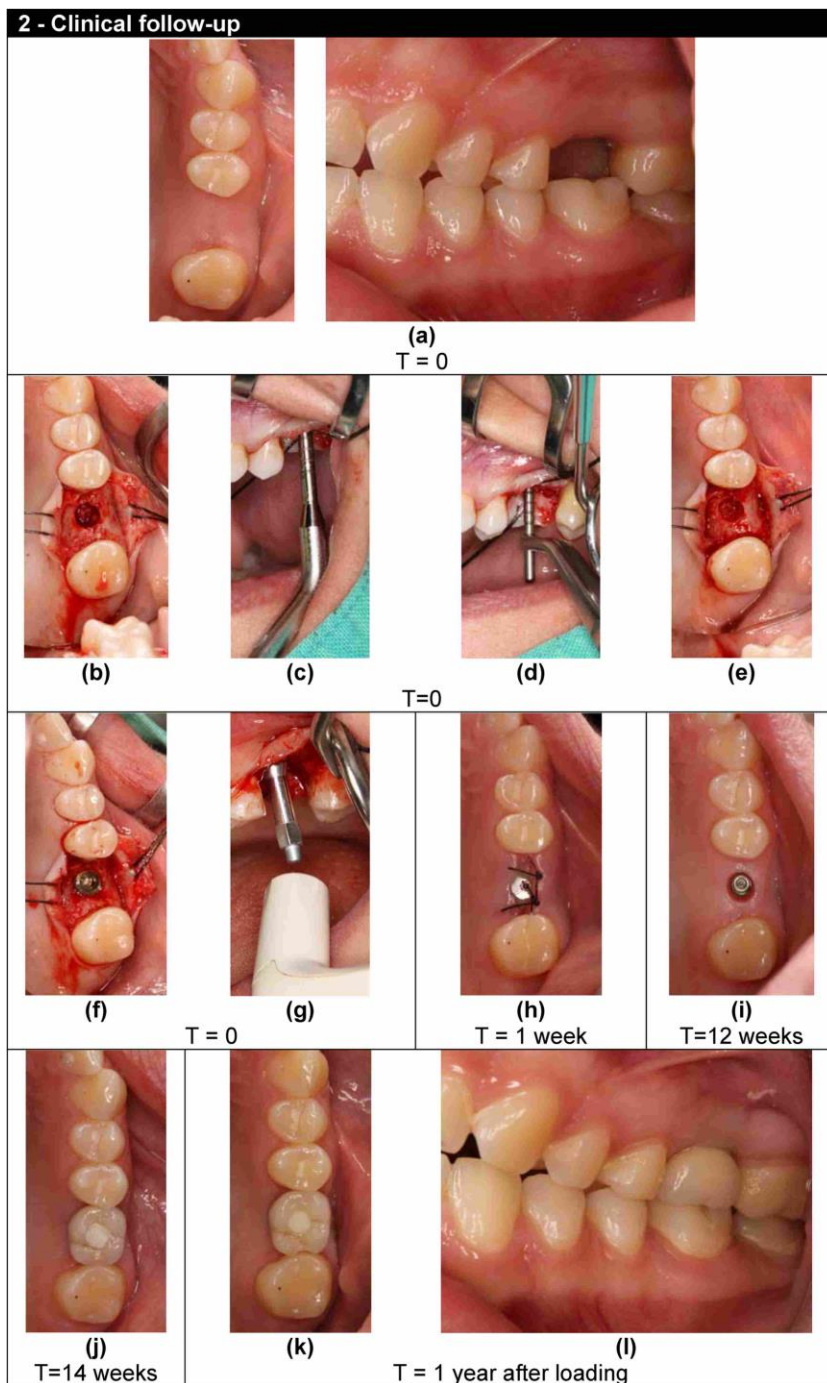 2 - Clinical follow-up
(a)
T = 0
(b) (c) (d) (e)
T=0
(f) (g) (h) (i)
T = 0 T = 1 week T=12 weeks
(j) (k) (l)
T=14 weeks T = 1 year after loading